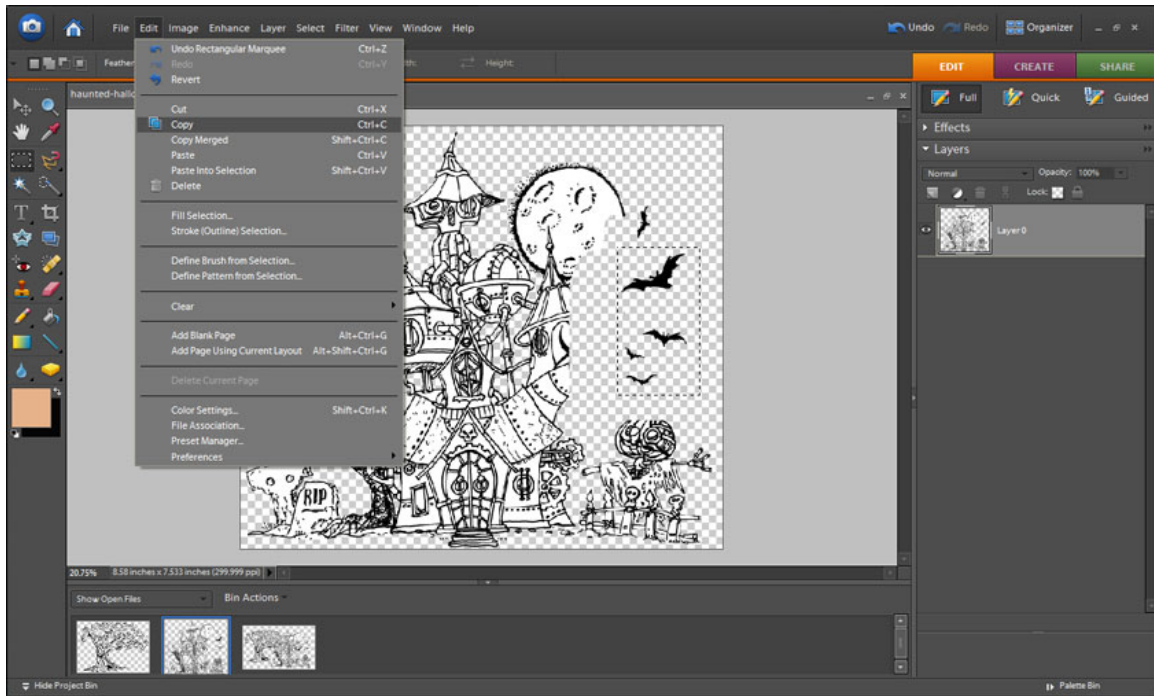 File Edit Image Enhance Layer Select Filter View Window Help
Undo Redo Organizer
Feather
Height:
EDIT CREATE SHARE
Full Quick Guided
Undo Rectangular Marquee Ctrl+Z
Redo Ctrl+Y
Revert
Cut Ctrl+X
Copy Ctrl+C
Copy Merged Shift+Ctrl+C
Paste Ctrl+V
Paste Into Selection Shift+Ctrl+V
Delete
Fill Selection...
Stroke (Outline) Selection...
Define Brush from Selection...
Define Pattern from Selection...
Clear
Add Blank Page Alt+Ctrl+G
Add Page Using Current Layout Alt+Shift+Ctrl+G
Delete Current Page
Color Settings... Shift+Ctrl+K
File Association...
Preset Manager...
Preferences
Effects
Layers
Normal Opacity: 100%
Lock:
Layer 0
RIP
20.75% 8.58 inches x 7.533 inches (299.999 ppi)
Show Open Files Bin Actions
Hide Project Bin Palette Bin